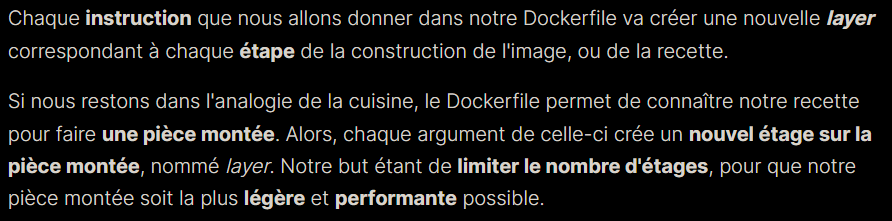 Chaque instruction que nous allons donner dans notre Dockerfile va créer une nouvelle layer
correspondant à chaque étape de la construction de l'image, ou de la recette.
Si nous restons dans l'analogie de la cuisine, le Dockerfile permet de connaître notre recette
pour faire une pièce montée. Alors, chaque argument de celle-ci crée un nouvel étage sur la
pièce montée, nommé layer. Notre but étant de limiter le nombre d'étages, pour que notre
pièce montée soit la plus légère et performante possible.